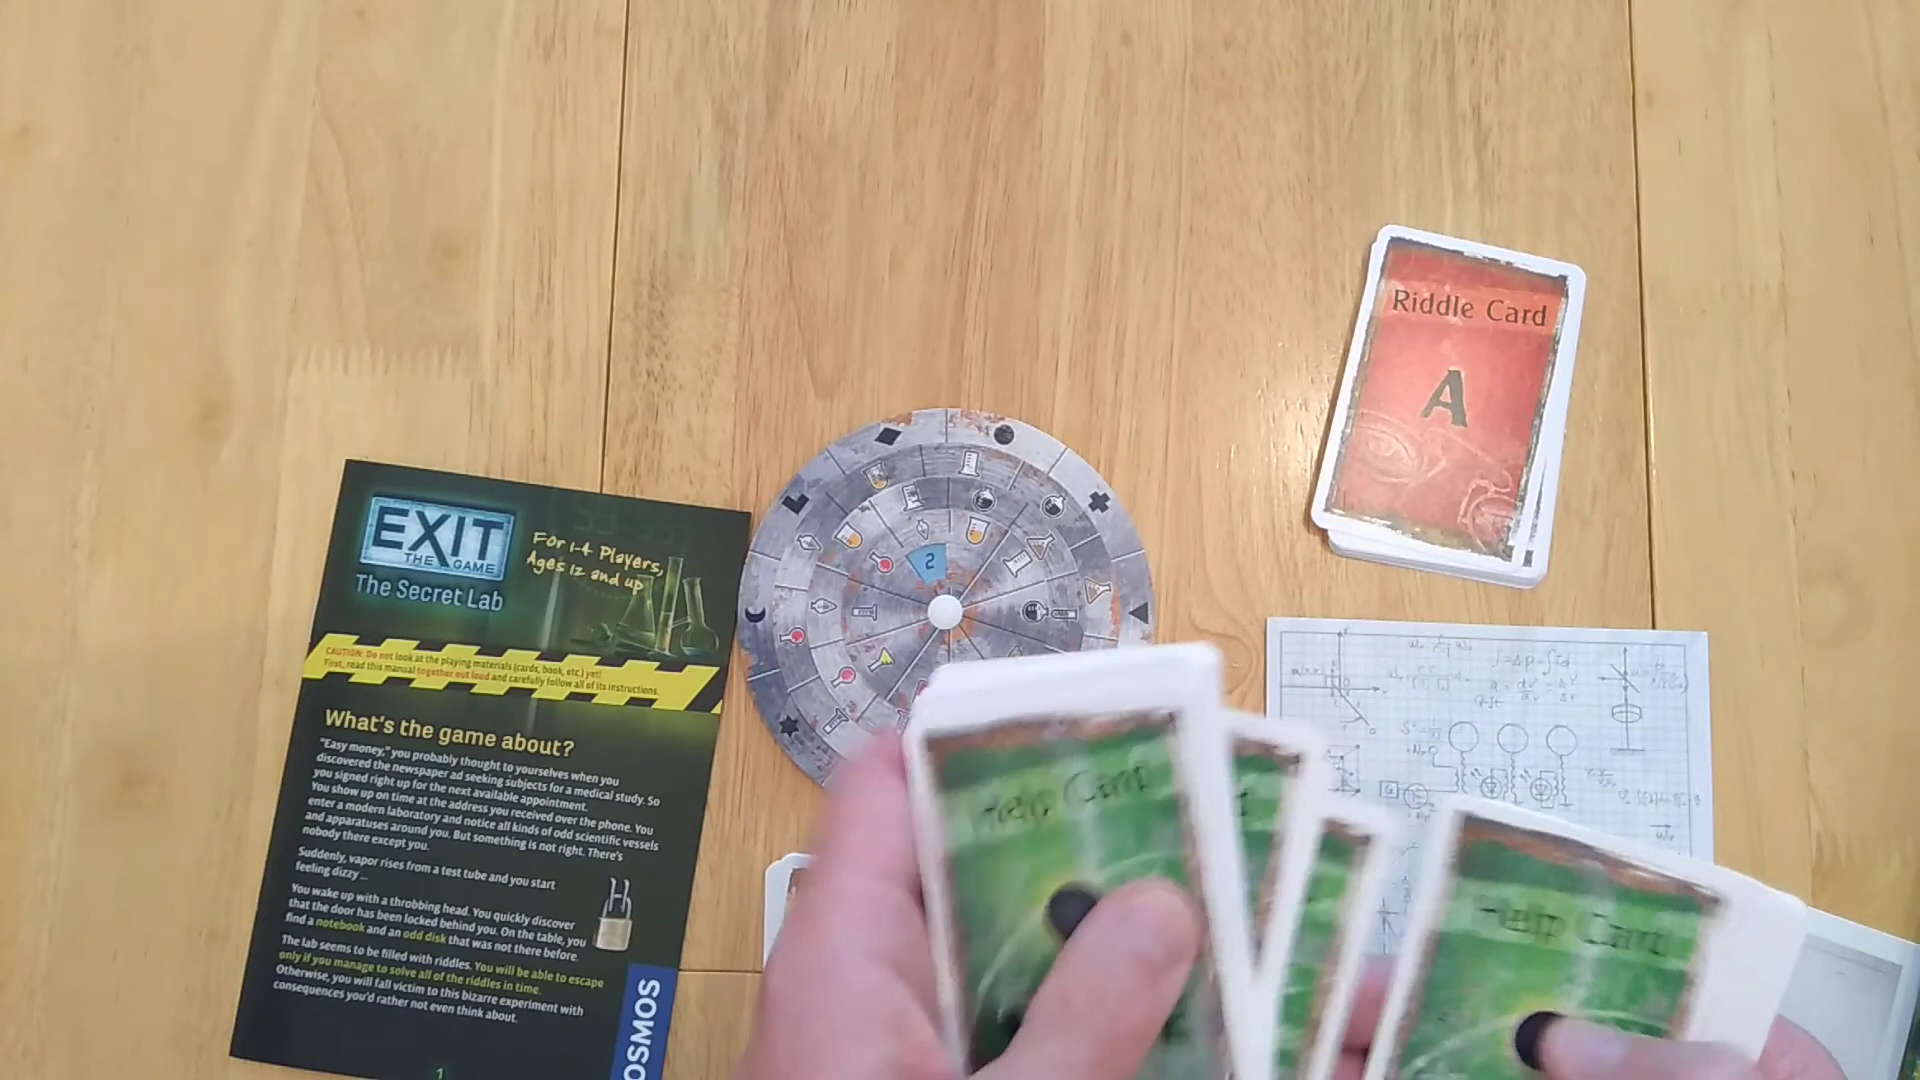 EXIT
THE GAME
The Secret Lab
For 1-4 Players,
Ages 12 and up
CAUTION: Do not look at the playing materials (cards, book, etc.) yet!
First, read this manual together out loud and carefully follow all of its instructions.
What's the game about?
"Easy money," you probably thought to yourselves when you
discovered the newspaper ad seeking subjects for a medical study. So
you signed right up for the next available appointment.
You show up on time at the address you received over the phone. You
enter a modern laboratory and notice all kinds of odd scientific vessels
and apparatuses around you. But something is not right. There's
nobody there except you.
Suddenly, vapor rises from a test tube and you start
feeling dizzy ...
You wake up with a throbbing head. You quickly discover
that the door has been locked behind you. On the table, you
find a notebook and an odd disk that was not there before.
The lab seems to be filled with riddles. You will be able to escape
only if you manage to solve all of the riddles in time.
Otherwise, you will fall victim to this bizarre experiment with
consequences you'd rather not even think about.
OSMOS
1
2
Riddle Card
A
Help Card
Help Card